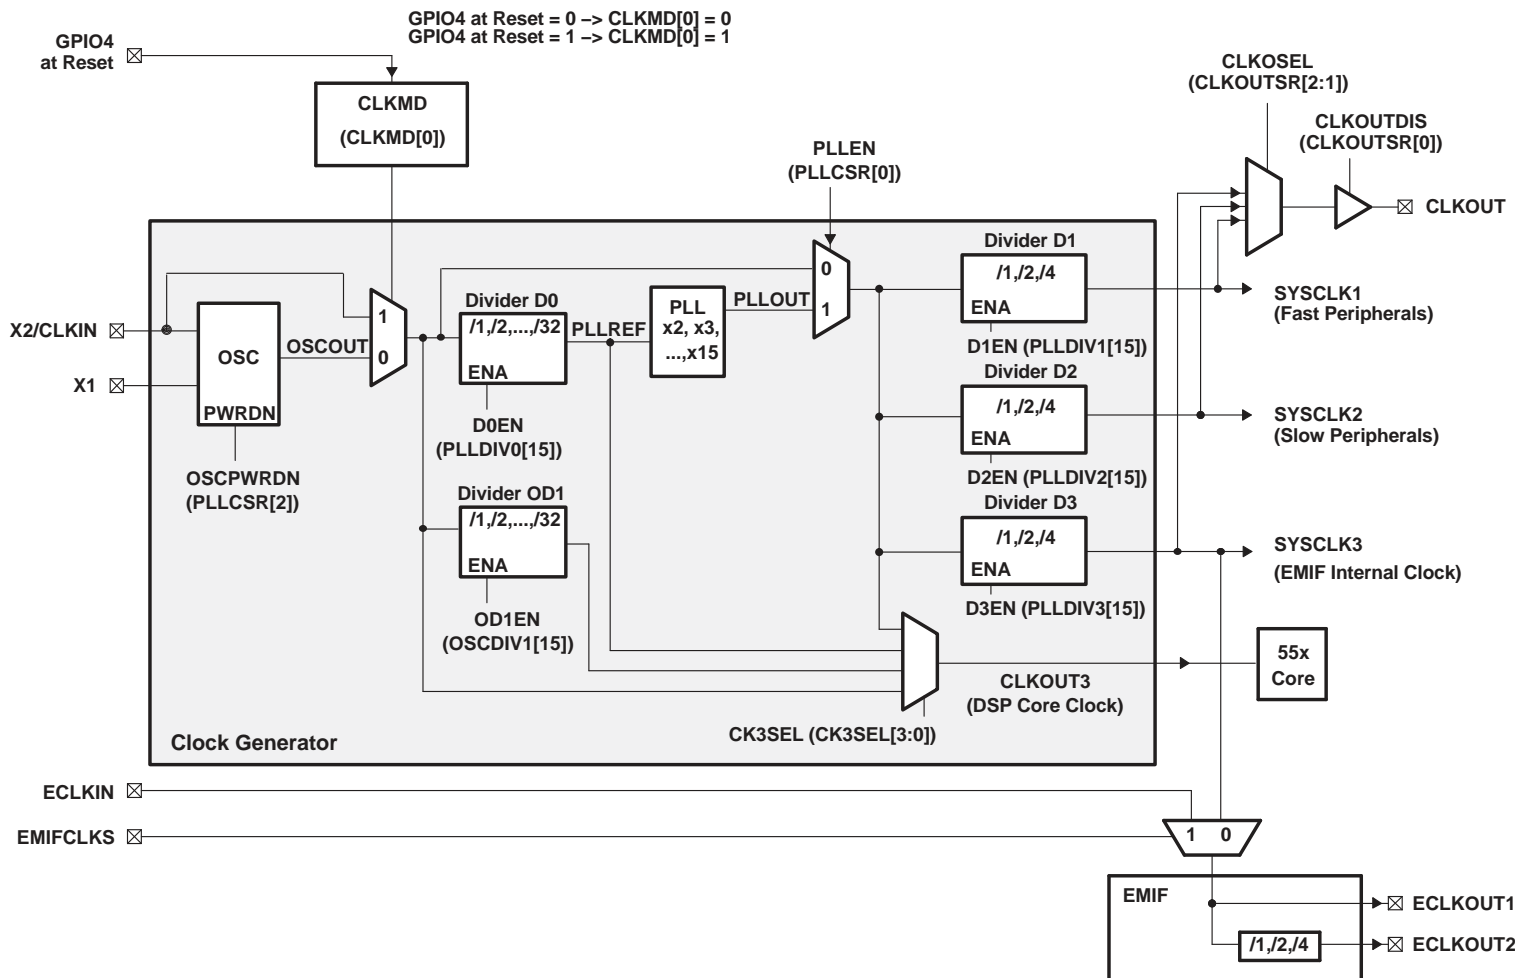 GPIO4 at Reset = 0 –> CLKMD[0] = 0
GPIO4 at Reset = 1 –> CLKMD[0] = 1
GPIO4
at Reset
CLKMD
(CLKMD[0])
CLKOSEL
(CLKOUTSR[2:1])
CLKOUTDIS
(CLKOUTSR[0])
PLLEN
(PLLCSR[0])
CLKOUT
X2/CLKIN
X1
OSC
PWRDN
OSCOUT
1
0
OSCPWRDN
(PLLCSR[2])
Divider D0
/1,/2,...,/32
ENA
D0EN
(PLLDIV0[15])
PLLREF
PLL
x2, x3,
...,x15
PLLOUT
0
1
Divider D1
/1,/2,/4
ENA
D1EN (PLLDIV1[15])
SYSCLK1
(Fast Peripherals)
Divider D2
/1,/2,/4
ENA
D2EN (PLLDIV2[15])
SYSCLK2
(Slow Peripherals)
Divider OD1
/1,/2,...,/32
ENA
OD1EN
(OSCDIV1[15])
Divider D3
/1,/2,/4
ENA
D3EN (PLLDIV3[15])
SYSCLK3
(EMIF Internal Clock)
55x
Core
CLKOUT3
(DSP Core Clock)
CK3SEL (CK3SEL[3:0])
Clock Generator
ECLKIN
EMIFCLKS
1 0
EMIF
ECLKOUT1
/1,/2,/4
ECLKOUT2